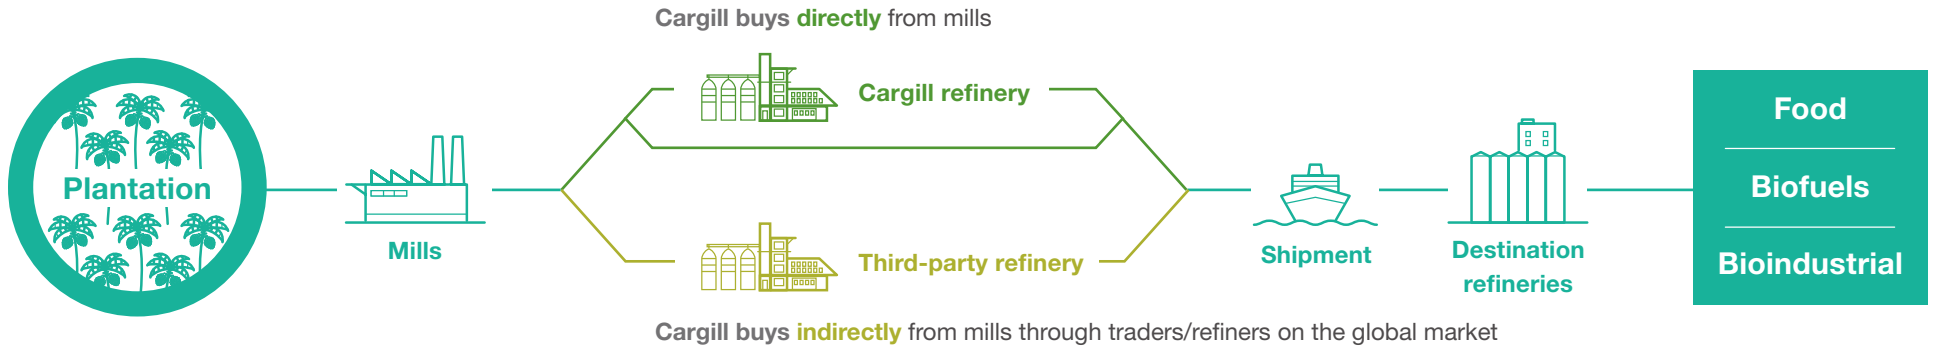 Cargill buys directly from mills
Plantation
Mills
Cargill refinery
Third-party refinery
Cargill buys indirectly from mills through traders/refiners on the global market
Shipment
Destination
refineries
Food
Biofuels
Bioindustrial